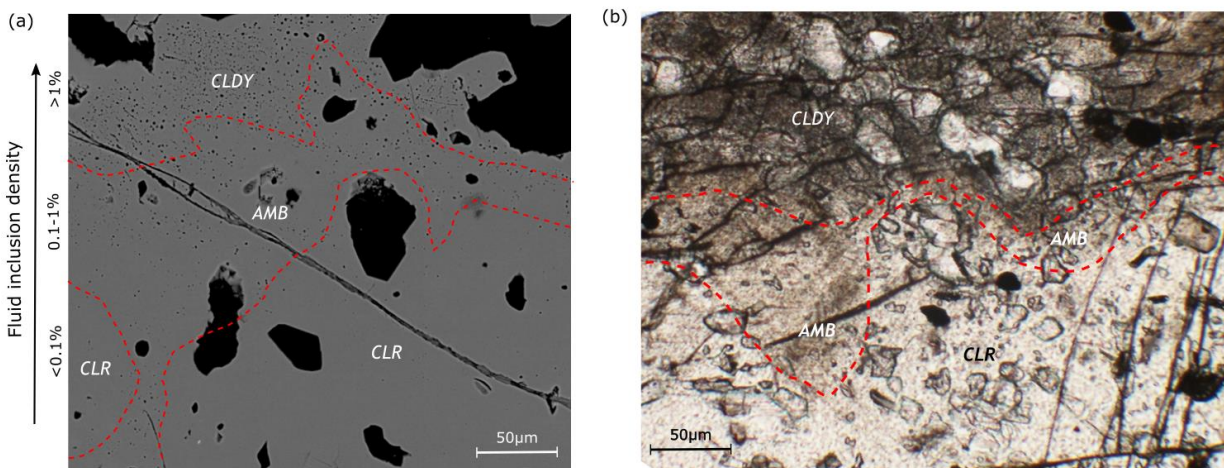 (a)
Fluid inclusion density
>1%
0.1-1%
<0.1%
CLDY
AMB
CLR
CLR
50µm
(b)
CLDY
AMB
AMB
CLR
50µm